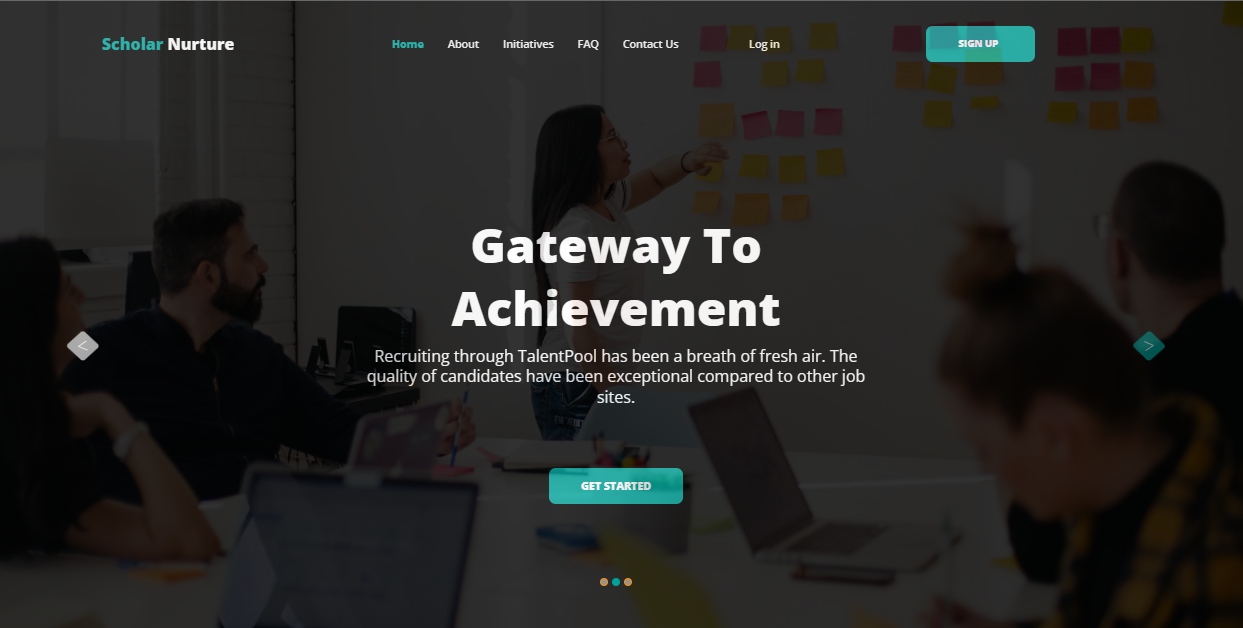 Scholar Nurture
Home About Initiatives FAQ Contact Us Log in SIGN UP
Gateway To
Achievement
Recruiting through TalentPool has been a breath of fresh air. The
quality of candidates have been exceptional compared to other job
sites.
< >
GET STARTED